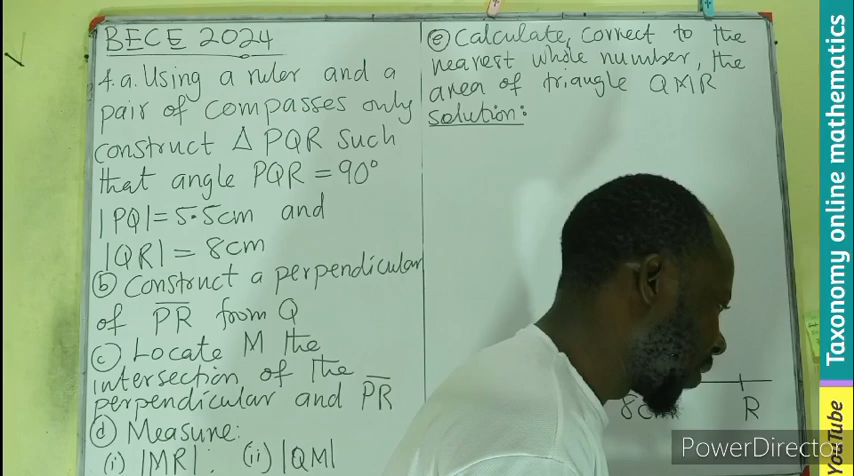 BECE 2024
4.a. Using a ruler and a
pair of compasses only
construct Δ PQR such
that angle PQR = 90°
|PQ| = 5.5cm and
|QR| = 8cm
(b) Construct a perpendicular
of PR from Q
(c) Locate M the
intersection of the
perpendicular and PR
(d) Measure:
(i) |MR|; (ii) |QM|
(e) Calculate, correct to the
nearest whole number, the
area of triangle QMR
solution:
8cm
R
PowerDirector
Taxonomy online mathematics
YouTube